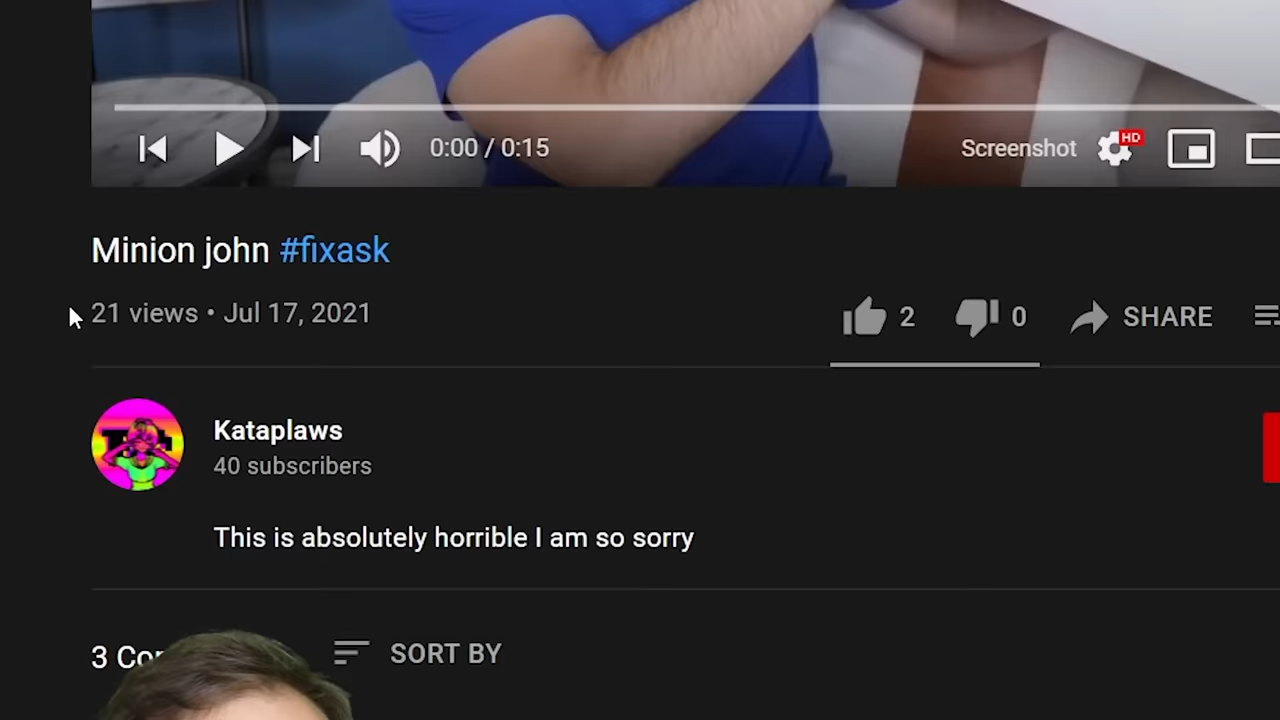 0:00 / 0:15
Screenshot
HD
Minion john #fixask
21 views • Jul 17, 2021
2
0
SHARE
Kataplaws
40 subscribers
This is absolutely horrible I am so sorry
3
SORT BY